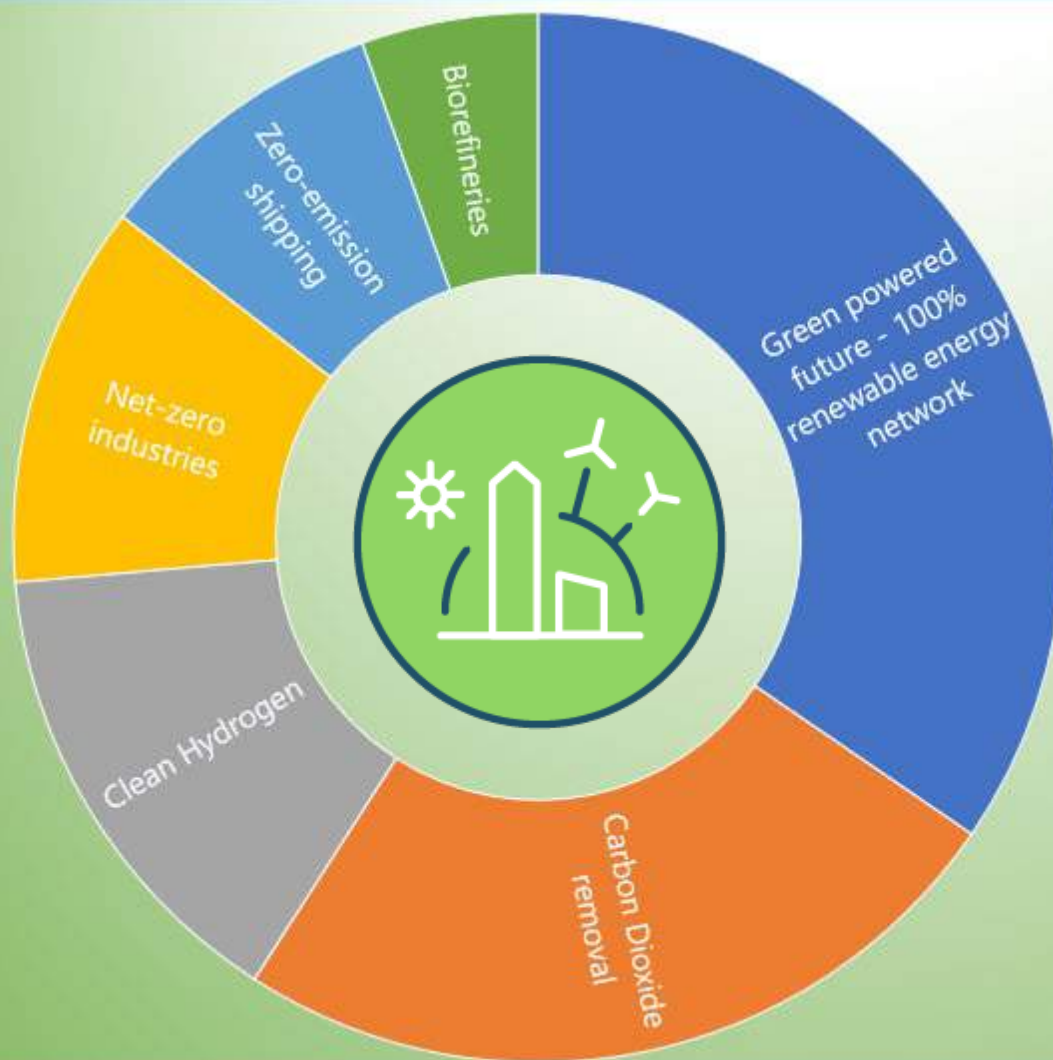 Biorefineries
Zero-emission
shipping
Green powered
future - 100%
renewable energy
network
Net-zero
industries
Clean Hydrogen
Carbon Dioxide
removal